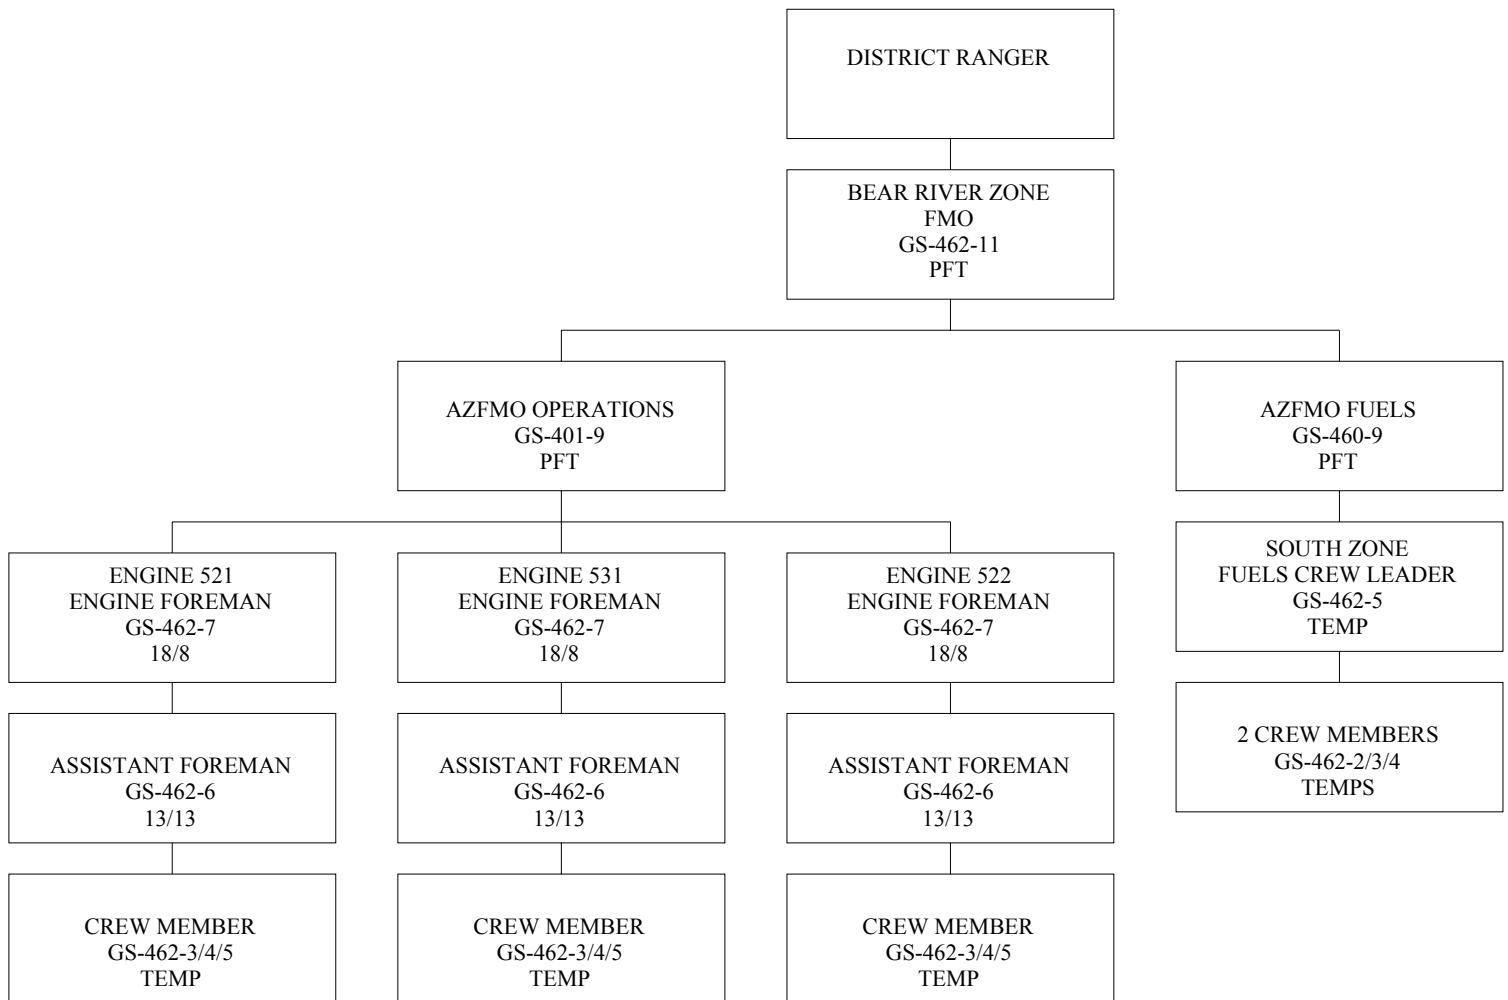 DISTRICT RANGER
BEAR RIVER ZONE
FMO
GS-462-11
PFT
AZFMO OPERATIONS
GS-401-9
PFT
AZFMO FUELS
GS-460-9
PFT
ENGINE 521
ENGINE FOREMAN
GS-462-7
18/8
ENGINE 531
ENGINE FOREMAN
GS-462-7
18/8
ENGINE 522
ENGINE FOREMAN
GS-462-7
18/8
SOUTH ZONE
FUELS CREW LEADER
GS-462-5
TEMP
ASSISTANT FOREMAN
GS-462-6
13/13
ASSISTANT FOREMAN
GS-462-6
13/13
ASSISTANT FOREMAN
GS-462-6
13/13
2 CREW MEMBERS
GS-462-2/3/4
TEMPS
CREW MEMBER
GS-462-3/4/5
TEMP
CREW MEMBER
GS-462-3/4/5
TEMP
CREW MEMBER
GS-462-3/4/5
TEMP